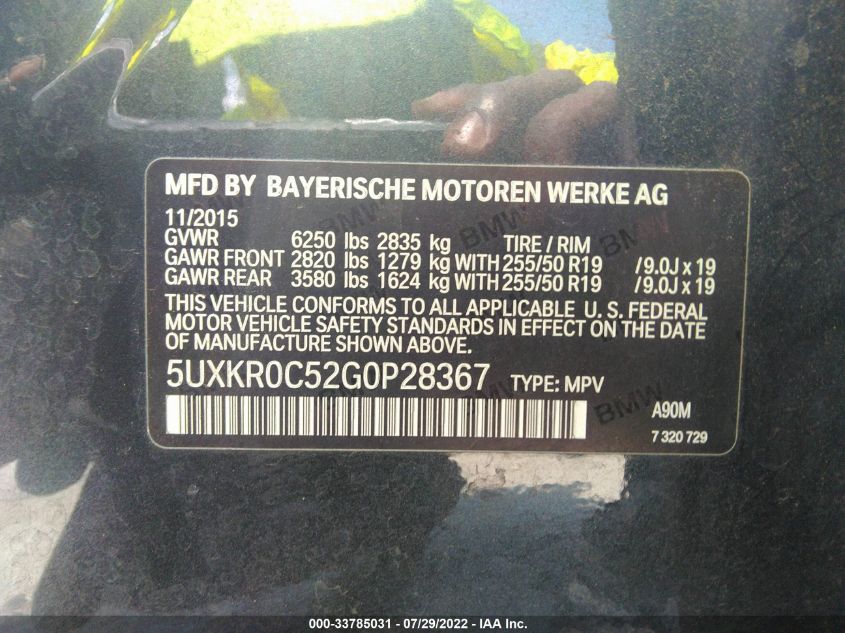 MFD BY BAYERISCHE MOTOREN WERKE AG
11/2015
GVWR 6250 lbs 2835 kg TIRE / RIM
GAWR FRONT 2820 lbs 1279 kg WITH 255/50 R19 / 9.0J x 19
GAWR REAR 3580 lbs 1624 kg WITH 255/50 R19 / 9.0J x 19
THIS VEHICLE CONFORMS TO ALL APPLICABLE U. S. FEDERAL
MOTOR VEHICLE SAFETY STANDARDS IN EFFECT ON THE DATE
OF MANUFACTURE SHOWN ABOVE.
5UXKR0C52G0P28367 TYPE: MPV
BMW
A90M
7 320 729
000-33785031 - 07/29/2022 - IAA Inc.